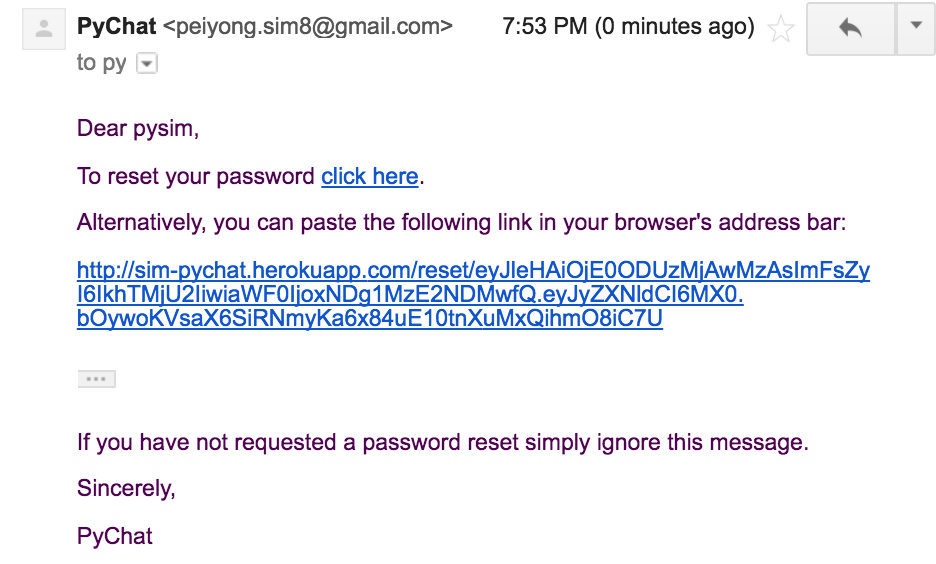 PyChat <peiyong.sim8@gmail.com> 7:53 PM (0 minutes ago)
to py
Dear pysim,
To reset your password click here.
Alternatively, you can paste the following link in your browser's address bar:
http://sim-pychat.herokuapp.com/reset/eyJleHAiOjE0ODUzMjAwMzAsImFsZy
I6IkhTMjU2IiwiaWF0IjoxNDg1MzE2NDMwfQ.eyJyZXNldCI6MX0.
bOywoKVsaX6SiRNmyKa6x84uE10tnXuMxQihmO8iC7U
If you have not requested a password reset simply ignore this message.
Sincerely,
PyChat